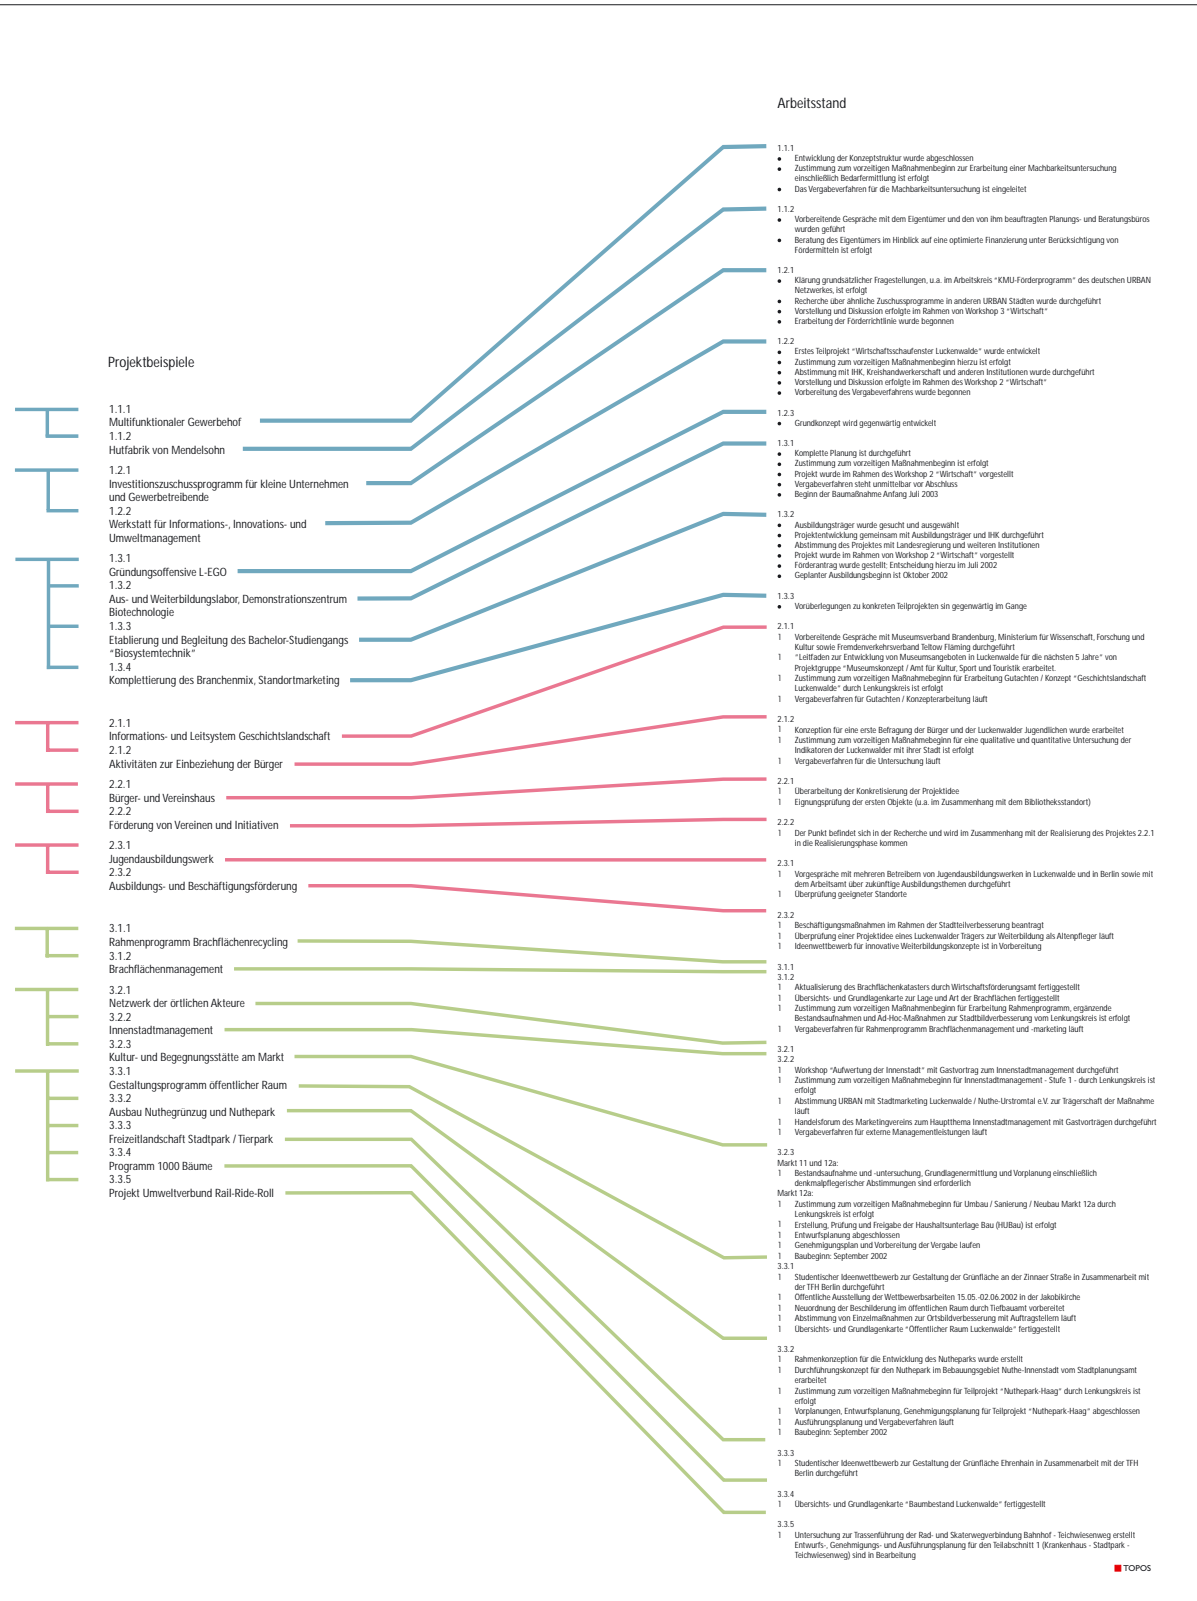 Projektbeispiele
1.1.1
Multifunktionaler Gewerbehof
1.1.2
Hutfabrik von Mendelsohn
1.2.1
Investitionszuschussprogramm für kleine Unternehmen
und Gewerbetreibende
1.2.2
Werkstatt für Informations-, Innovations- und
Umweltmanagement
1.3.1
Gründungsoffensive L-EGO
1.3.2
Aus- und Weiterbildungslabor, Demonstrationszentrum
Biotechnologie
1.3.3
Etablierung und Begleitung des Bachelor-Studiengangs
"Biosystemtechnik"
1.3.4
Komplettierung des Branchenmix, Standortmarketing
2.1.1
Informations- und Leitsystem Geschichtslandschaft
2.1.2
Aktivitäten zur Einbeziehung der Bürger
2.2.1
Bürger- und Vereinshaus
2.2.2
Förderung von Vereinen und Initiativen
2.3.1
Jugendausbildungswerk
2.3.2
Ausbildungs- und Beschäftigungsförderung
3.1.1
Rahmenprogramm Brachflächenrecycling
3.1.2
Brachflächenmanagement
3.2.1
Netzwerk der örtlichen Akteure
3.2.2
Innenstadtmanagement
3.2.3
Kultur- und Begegnungsstätte am Markt
3.3.1
Gestaltungsprogramm öffentlicher Raum
3.3.2
Ausbau Nuthegrünzug und Nuthepark
3.3.3
Freizeitlandschaft Stadtpark / Tierpark
3.3.4
Programm 1000 Bäume
3.3.5
Projekt Umweltverbund Rail-Ride-Roll
Arbeitsstand
1.1.1
• Entwicklung der Konzeptstruktur wurde abgeschlossen
• Zustimmung zum vorzeitigen Maßnahmenbeginn zur Erarbeitung einer Machbarkeitsuntersuchung
einschließlich Bedarfermittlung ist erfolgt
• Das Vergabeverfahren für die Machbarkeitsuntersuchung ist eingeleitet
1.1.2
• Vorbereitende Gespräche mit dem Eigentümer und den von ihm beauftragten Planungs- und Beratungsbüros
wurden geführt
• Beratung des Eigentümers im Hinblick auf eine optimierte Finanzierung unter Berücksichtigung von
Fördermitteln ist erfolgt
1.2.1
• Klärung grundsätzlicher Fragestellungen, u.a. im Arbeitskreis "KMU-Förderprogramm" des deutschen URBAN
Netzwerkes, ist erfolgt
• Recherche über ähnliche Zuschussprogramme in anderen URBAN Städten wurde durchgeführt
• Vorstellung und Diskussion erfolgte im Rahmen von Workshop 3 "Wirtschaft"
• Erarbeitung der Förderrichtlinie wurde begonnen
1.2.2
• Erstes Teilprojekt "Wirtschaftsschaufenster Luckenwalde" wurde entwickelt
• Zustimmung zum vorzeitigen Maßnahmenbeginn hierzu ist erfolgt
• Abstimmung mit IHK, Kreishandwerkerschaft und anderen Institutionen wurde durchgeführt
• Vorstellung und Diskussion erfolgte im Rahmen des Workshop 2 "Wirtschaft"
• Vorbereitung des Vergabeverfahrens wurde begonnen
1.2.3
• Grundkonzept wird gegenwärtig entwickelt
1.3.1
• Komplette Planung ist durchgeführt
• Zustimmung zum vorzeitigen Maßnahmenbeginn ist erfolgt
• Projekt wurde im Rahmen des Workshop 2 "Wirtschaft" vorgestellt
• Vergabeverfahren steht unmittelbar vor Abschluss
• Beginn der Baumaßnahme Anfang Juli 2003
1.3.2
• Ausbildungsträger wurde gesucht und ausgewählt
• Projektentwicklung gemeinsam mit Ausbildungsträger und IHK durchgeführt
• Abstimmung des Projektes mit Landesregierung und weiteren Institutionen
• Projekt wurde im Rahmen von Workshop 2 "Wirtschaft" vorgestellt
• Förderantrag wurde gestellt; Entscheidung hierzu im Juli 2002
• Geplanter Ausbildungsbeginn ist Oktober 2002
1.3.3
• Vorüberlegungen zu konkreten Teilprojekten sin gegenwärtig im Gange
2.1.1
1 Vorbereitende Gespräche mit Museumsverband Brandenburg, Ministerium für Wissenschaft, Forschung und
Kultur sowie Fremdenverkehrsverband Teltow Fläming durchgeführt
1 "Leitfaden zur Entwicklung von Museumsangeboten in Luckenwalde für die nächsten 5 Jahre" von
Projektgruppe "Museumskonzept / Amt für Kultur, Sport und Touristik erarbeitet.
1 Zustimmung zum vorzeitigen Maßnahmenbeginn für Erarbeitung Gutachten / Konzept "Geschichtslandschaft
Luckenwalde" durch Lenkungskreis ist erfolgt
1 Vergabeverfahren für Gutachten / Konzepterarbeitung läuft
2.1.2
1 Konzeption für eine erste Befragung der Bürger und der Luckenwalder Jugendlichen wurde erarbeitet
1 Zustimmung zum vorzeitigen Maßnahmebeginn für eine qualitative und quantitative Untersuchung der
Indikatoren der Luckenwalder mit ihrer Stadt ist erfolgt
1 Vergabeverfahren für die Untersuchung läuft
2.2.1
1 Überarbeitung der Konkretisierung der Projektidee
1 Eignungsprüfung der ersten Objekte (u.a. im Zusammenhang mit dem Bibliotheksstandort)
2.2.2
1 Der Punkt befindet sich in der Recherche und wird im Zusammenhang mit der Realisierung des Projektes 2.2.1
in die Realisierungsphase kommen
2.3.1
1 Vorgespräche mit mehreren Betreibern von Jugendausbildungswerken in Luckenwalde und in Berlin sowie mit
dem Arbeitsamt über zukünftige Ausbildungsthemen durchgeführt
1 Überprüfung geeigneter Standorte
2.3.2
1 Beschäftigungsmaßnahmen im Rahmen der Stadtteilverbesserung beantragt
1 Überprüfung einer Projektidee eines Luckenwalder Trägers zur Weiterbildung als Altenpfleger läuft
1 Ideenwettbewerb für innovative Weiterbildungskonzepte ist in Vorbereitung
3.1.1
3.1.2
1 Aktualisierung des Brachflächenkatasters durch Wirtschaftsförderungsamt fertiggestellt
1 Übersichts- und Grundlagenkarte zur Lage und Art der Brachflächen fertiggestellt
1 Zustimmung zum vorzeitigen Maßnahmenbeginn für Erarbeitung Rahmenprogramm, ergänzende
Bestandsaufnahmen und Ad-Hoc-Maßnahmen zur Stadtbildverbesserung vom Lenkungskreis ist erfolgt
1 Vergabeverfahren für Rahmenprogramm Brachflächenmanagement und -marketing läuft
3.2.1
3.2.2
1 Workshop "Aufwertung der Innenstadt" mit Gastvortrag zum Innenstadtmanagement durchgeführt
1 Zustimmung zum vorzeitigen Maßnahmebeginn für Innenstadtmanagement - Stufe 1 - durch Lenkungskreis ist
erfolgt
1 Abstimmung URBAN mit Stadtmarketing Luckenwalde / Nuthe-Urstromtal e.V. zur Trägerschaft der Maßnahme
läuft
1 Handelsforum des Marketingvereins zum Hauptthema Innenstadtmanagement mit Gastvorträgen durchgeführt
1 Vergabeverfahren für externe Managementleistungen läuft
3.2.3
Markt 11 und 12a:
1 Bestandsaufnahme und -untersuchung, Grundlagenermittlung und Vorplanung einschließlich
denkmalpflegerischer Abstimmungen sind erforderlich
Markt 12a:
1 Zustimmung zum vorzeitigen Maßnahmebeginn für Umbau / Sanierung / Neubau Markt 12a durch
Lenkungskreis ist erfolgt
1 Erstellung, Prüfung und Freigabe der Haushaltsunterlage Bau (HUBau) ist erfolgt
1 Entwurfsplanung abgeschlossen
1 Genehmigungsplan und Vorbereitung der Vergabe laufen
1 Baubeginn: September 2002
3.3.1
1 Studentischer Ideenwettbewerb zur Gestaltung der Grünfläche an der Zinnaer Straße in Zusammenarbeit mit
der TFH Berlin durchgeführt
1 Öffentliche Ausstellung der Wettbewerbsarbeiten 15.05.-02.06.2002 in der Jakobikirche
1 Neuordnung der Beschilderung im öffentlichen Raum durch Tiefbauamt vorbereitet
1 Abstimmung von Einzelmaßnahmen zur Ortsbildverbesserung mit Auftragstellern läuft
1 Übersichts- und Grundlagenkarte "Öffentlicher Raum Luckenwalde" fertiggestellt
3.3.2
1 Rahmenkonzeption für die Entwicklung des Nutheparks wurde erstellt
1 Durchführungskonzept für den Nuthepark im Bebauungsgebiet Nuthe-Innenstadt vom Stadtplanungsamt
erarbeitet
1 Zustimmung zum vorzeitigen Maßnahmebeginn für Teilprojekt "Nuthepark-Haag" durch Lenkungskreis ist
erfolgt
1 Vorplanungen, Entwurfsplanung, Genehmigungsplanung für Teilprojekt "Nuthepark-Haag" abgeschlossen
1 Ausführungsplanung und Vergabeverfahren läuft
1 Baubeginn: September 2002
3.3.3
1 Studentischer Ideenwettbewerb zur Gestaltung der Grünfläche Ehrenhain in Zusammenarbeit mit der TFH
Berlin durchgeführt
3.3.4
1 Übersichts- und Grundlagenkarte "Baumbestand Luckenwalde" fertiggestellt
3.3.5
1 Untersuchung zur Trassenführung der Rad- und Skaterwegverbindung Bahnhof - Teichwiesenweg erstellt
Entwurfs-, Genehmigungs- und Ausführungsplanung für den Teilabschnitt 1 (Krankenhaus - Stadtpark -
Teichwiesenweg) sind in Bearbeitung
TOPOS